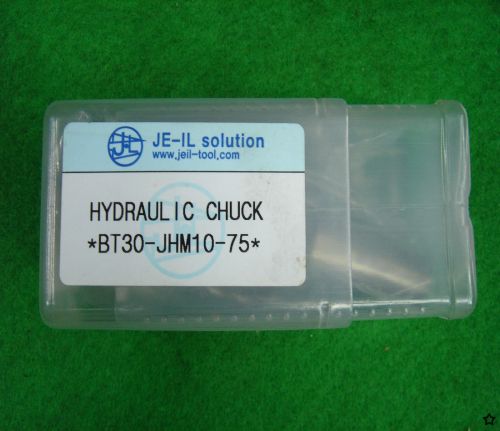 JE-IL solution
www.jeil-tool.com
HYDRAULIC CHUCK
*BT30-JHM10-75*